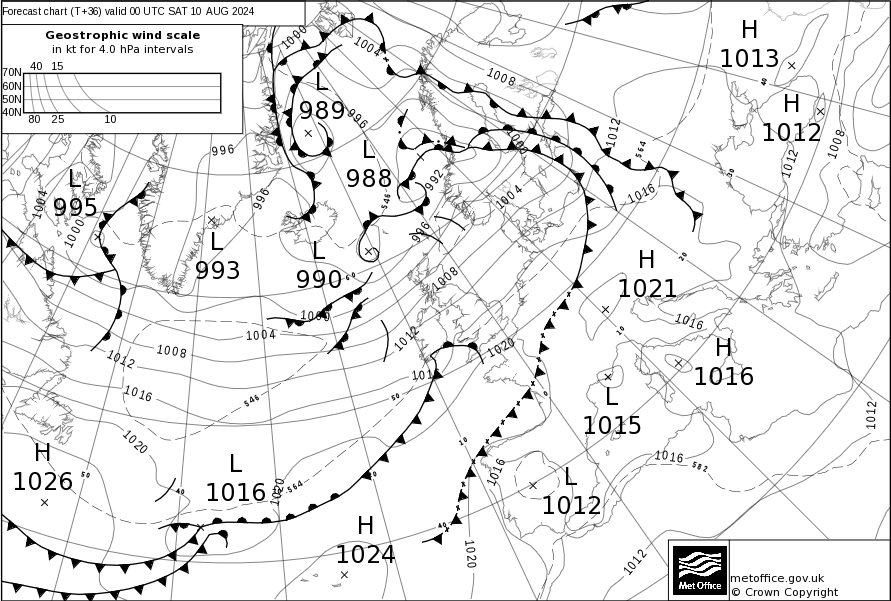 Forecast chart (T+36) valid 00 UTC SAT 10 AUG 2024
Geostrophic wind scale
in kt for 4.0 hPa intervals
40 15
70N
60N
50N
40N
80 25 10
1000
1004
1008
H
1013
40
L
989
996
H
1012
1012
564
1008
1012
996
L
988
1008
30
992
L
995
1004
1000
996
546
1004
1016
L
993
996
L
990
60
1008
20
H
1021
1000
1004
1012
1016
10
1008
1012
1020
H
1016
1016
546
50
101
0
L
1015
1012
1020
10
1016
582
H
1026
50
L
1016
40
1020
564
30
1016
L
1012
40
H
1024
1020
1012
Met Office
metoffice.gov.uk
© Crown Copyright